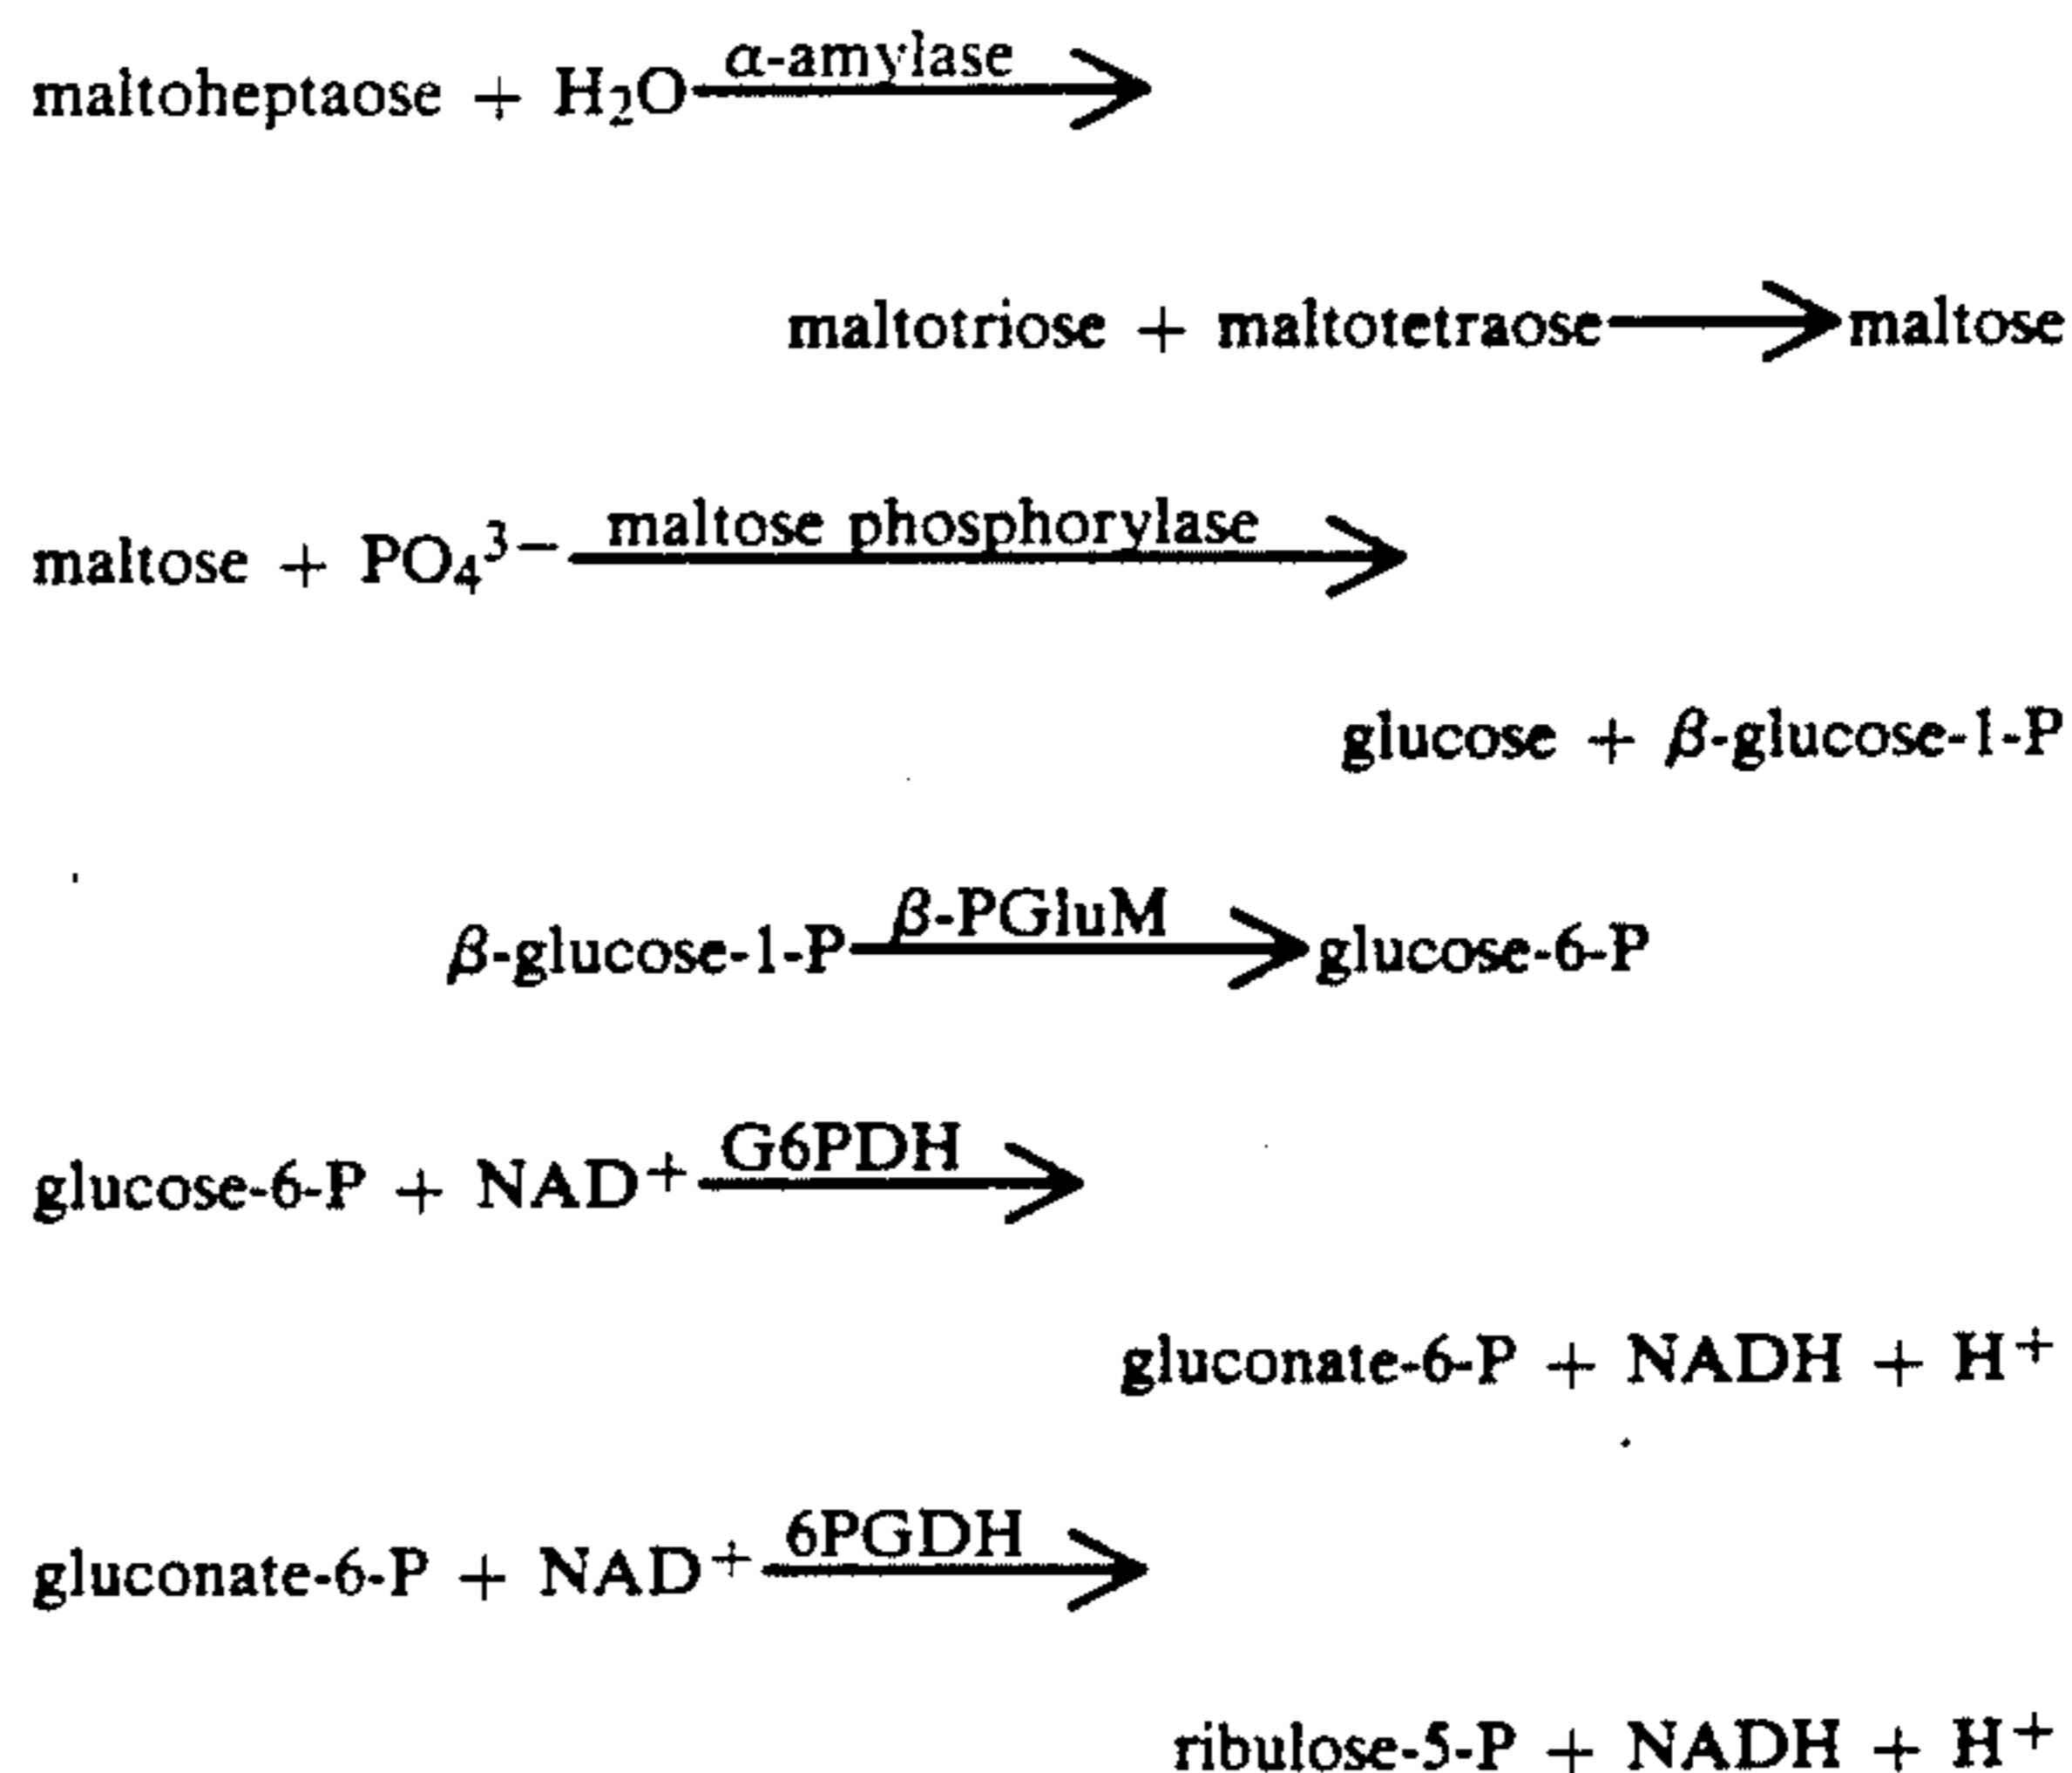 maltoheptaose + H₂O —α-amylase→
maltotriose + maltotetraose → maltose
maltose + PO₄³⁻ —maltose phosphorylase→
glucose + β-glucose-1-P
β-glucose-1-P —β-PGluM→ glucose-6-P
glucose-6-P + NAD⁺ —G6PDH→
gluconate-6-P + NADH + H⁺
gluconate-6-P + NAD⁺ —6PGDH→
ribulose-5-P + NADH + H⁺